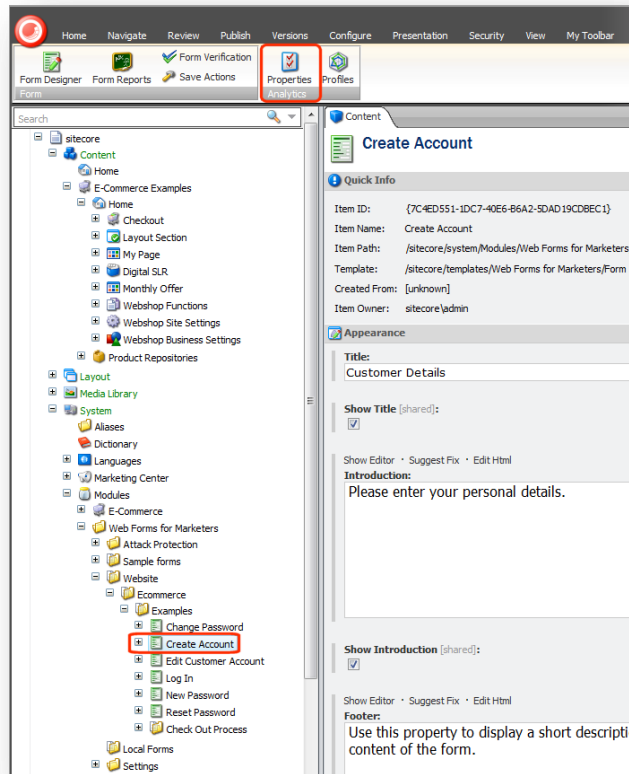 Home Navigate Review Publish Versions Configure Presentation Security View My Toolbar
Form Designer Form Reports Form Verification Save Actions Properties Profiles
Form Analytics
Search
sitecore
Content
Home
E-Commerce Examples
Home
Checkout
Layout Section
My Page
Digital SLR
Monthly Offer
Webshop Functions
Webshop Site Settings
Webshop Business Settings
Product Repositories
Layout
Media Library
System
Aliases
Dictionary
Languages
Marketing Center
Modules
E-Commerce
Web Forms for Marketers
Attack Protection
Sample forms
Website
Ecommerce
Examples
Change Password
Create Account
Edit Customer Account
Log In
New Password
Reset Password
Check Out Process
Local Forms
Settings
Content
Create Account
Quick Info
Item ID: {7C4ED551-1DC7-40E6-B6A2-5DAD19CDBEC1}
Item Name: Create Account
Item Path: /sitecore/system/Modules/Web Forms for Marketers
Template: /sitecore/templates/Web Forms for Marketers/Form
Created From: [unknown]
Item Owner: sitecore\admin
Appearance
Title:
Customer Details
Show Title [shared]:
Show Editor · Suggest Fix · Edit Html
Introduction:
Please enter your personal details.
Show Introduction [shared]:
Show Editor · Suggest Fix · Edit Html
Footer:
Use this property to display a short descripti
content of the form.